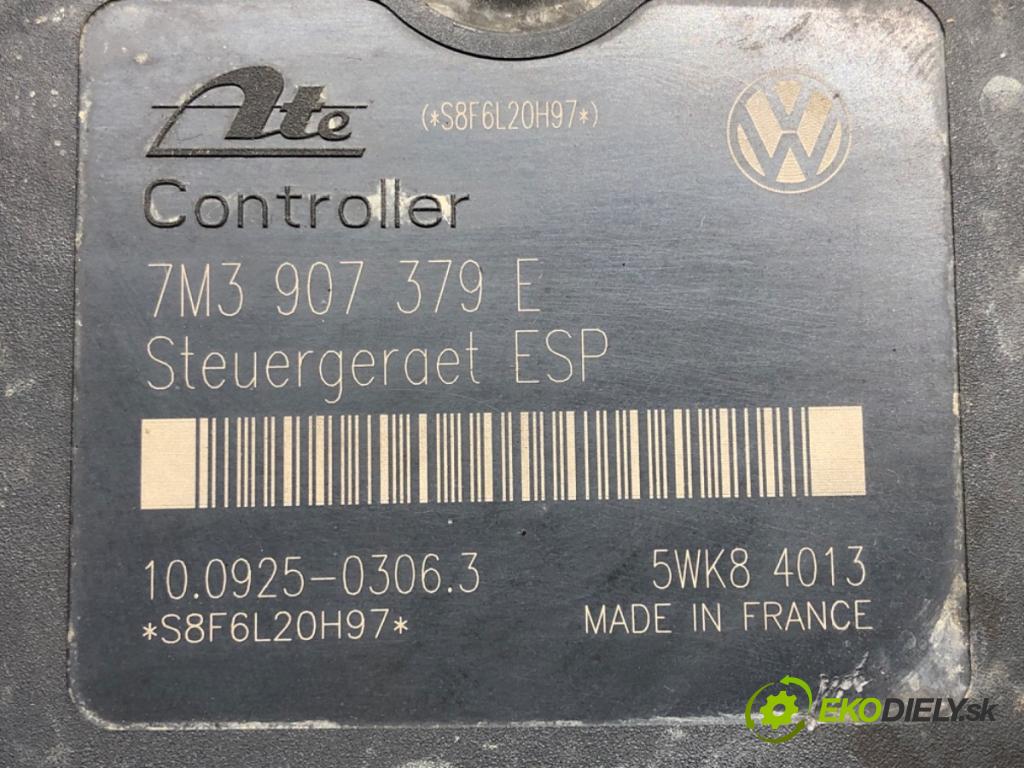 Ate (*S8F6L20H97*)
Controller
7M3 907 379 E
Steuergeraet ESP
10.0925-0306.3 5WK8 4013
*S8F6L20H97* MADE IN FRANCE
EKODIELY.sk